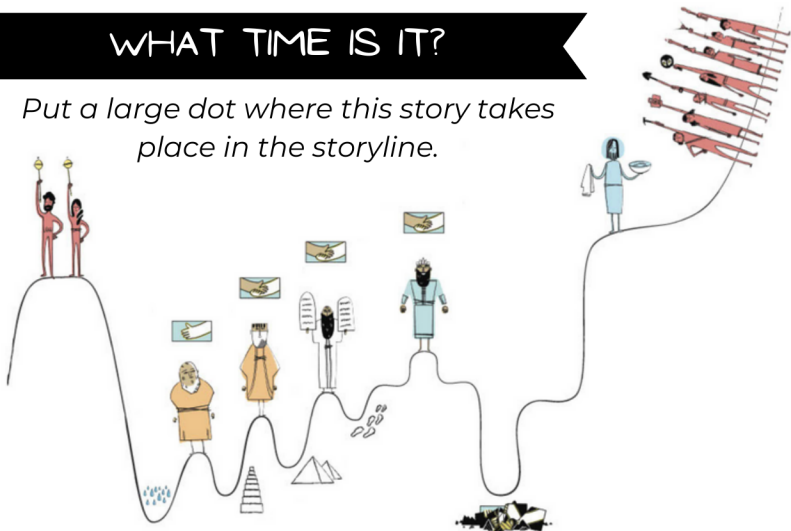 WHAT TIME IS IT?
Put a large dot where this story takes
place in the storyline.